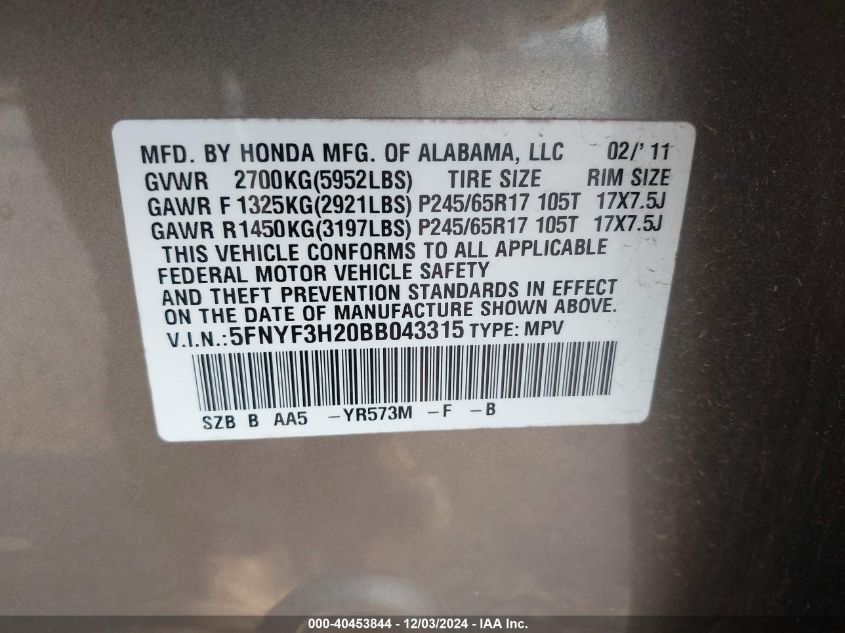 MFD. BY HONDA MFG. OF ALABAMA, LLC 02/'11
GVWR 2700KG(5952LBS) TIRE SIZE RIM SIZE
GAWR F 1325KG(2921LBS) P245/65R17 105T 17X7.5J
GAWR R1450KG(3197LBS) P245/65R17 105T 17X7.5J
THIS VEHICLE CONFORMS TO ALL APPLICABLE
FEDERAL MOTOR VEHICLE SAFETY
AND THEFT PREVENTION STANDARDS IN EFFECT
ON THE DATE OF MANUFACTURE SHOWN ABOVE.
V.I.N.:5FNYF3H20BB043315 TYPE: MPV
SZB B AA5 -YR573M -F -B
000-40453844 - 12/03/2024 - IAA Inc.